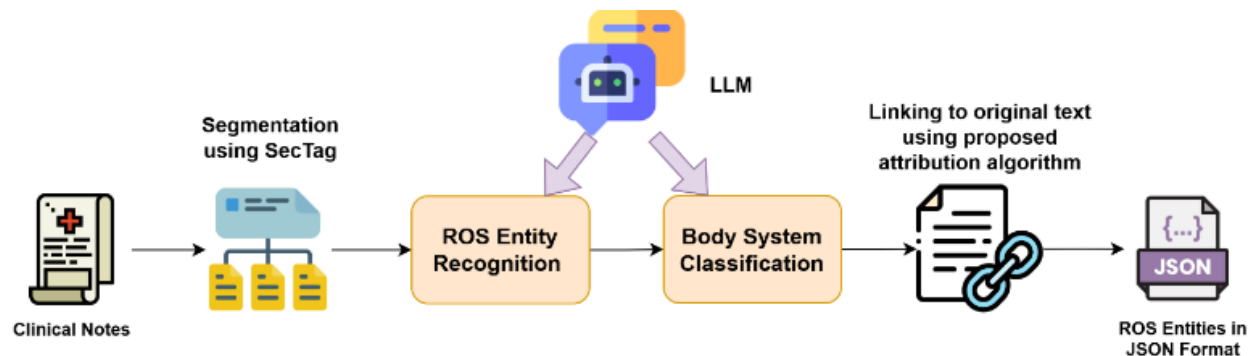 LLM
Segmentation
using SecTag
Linking to original text
using proposed
attribution algorithm
ROS Entity
Recognition
Body System
Classification
{...}
JSON
Clinical Notes
ROS Entities in
JSON Format